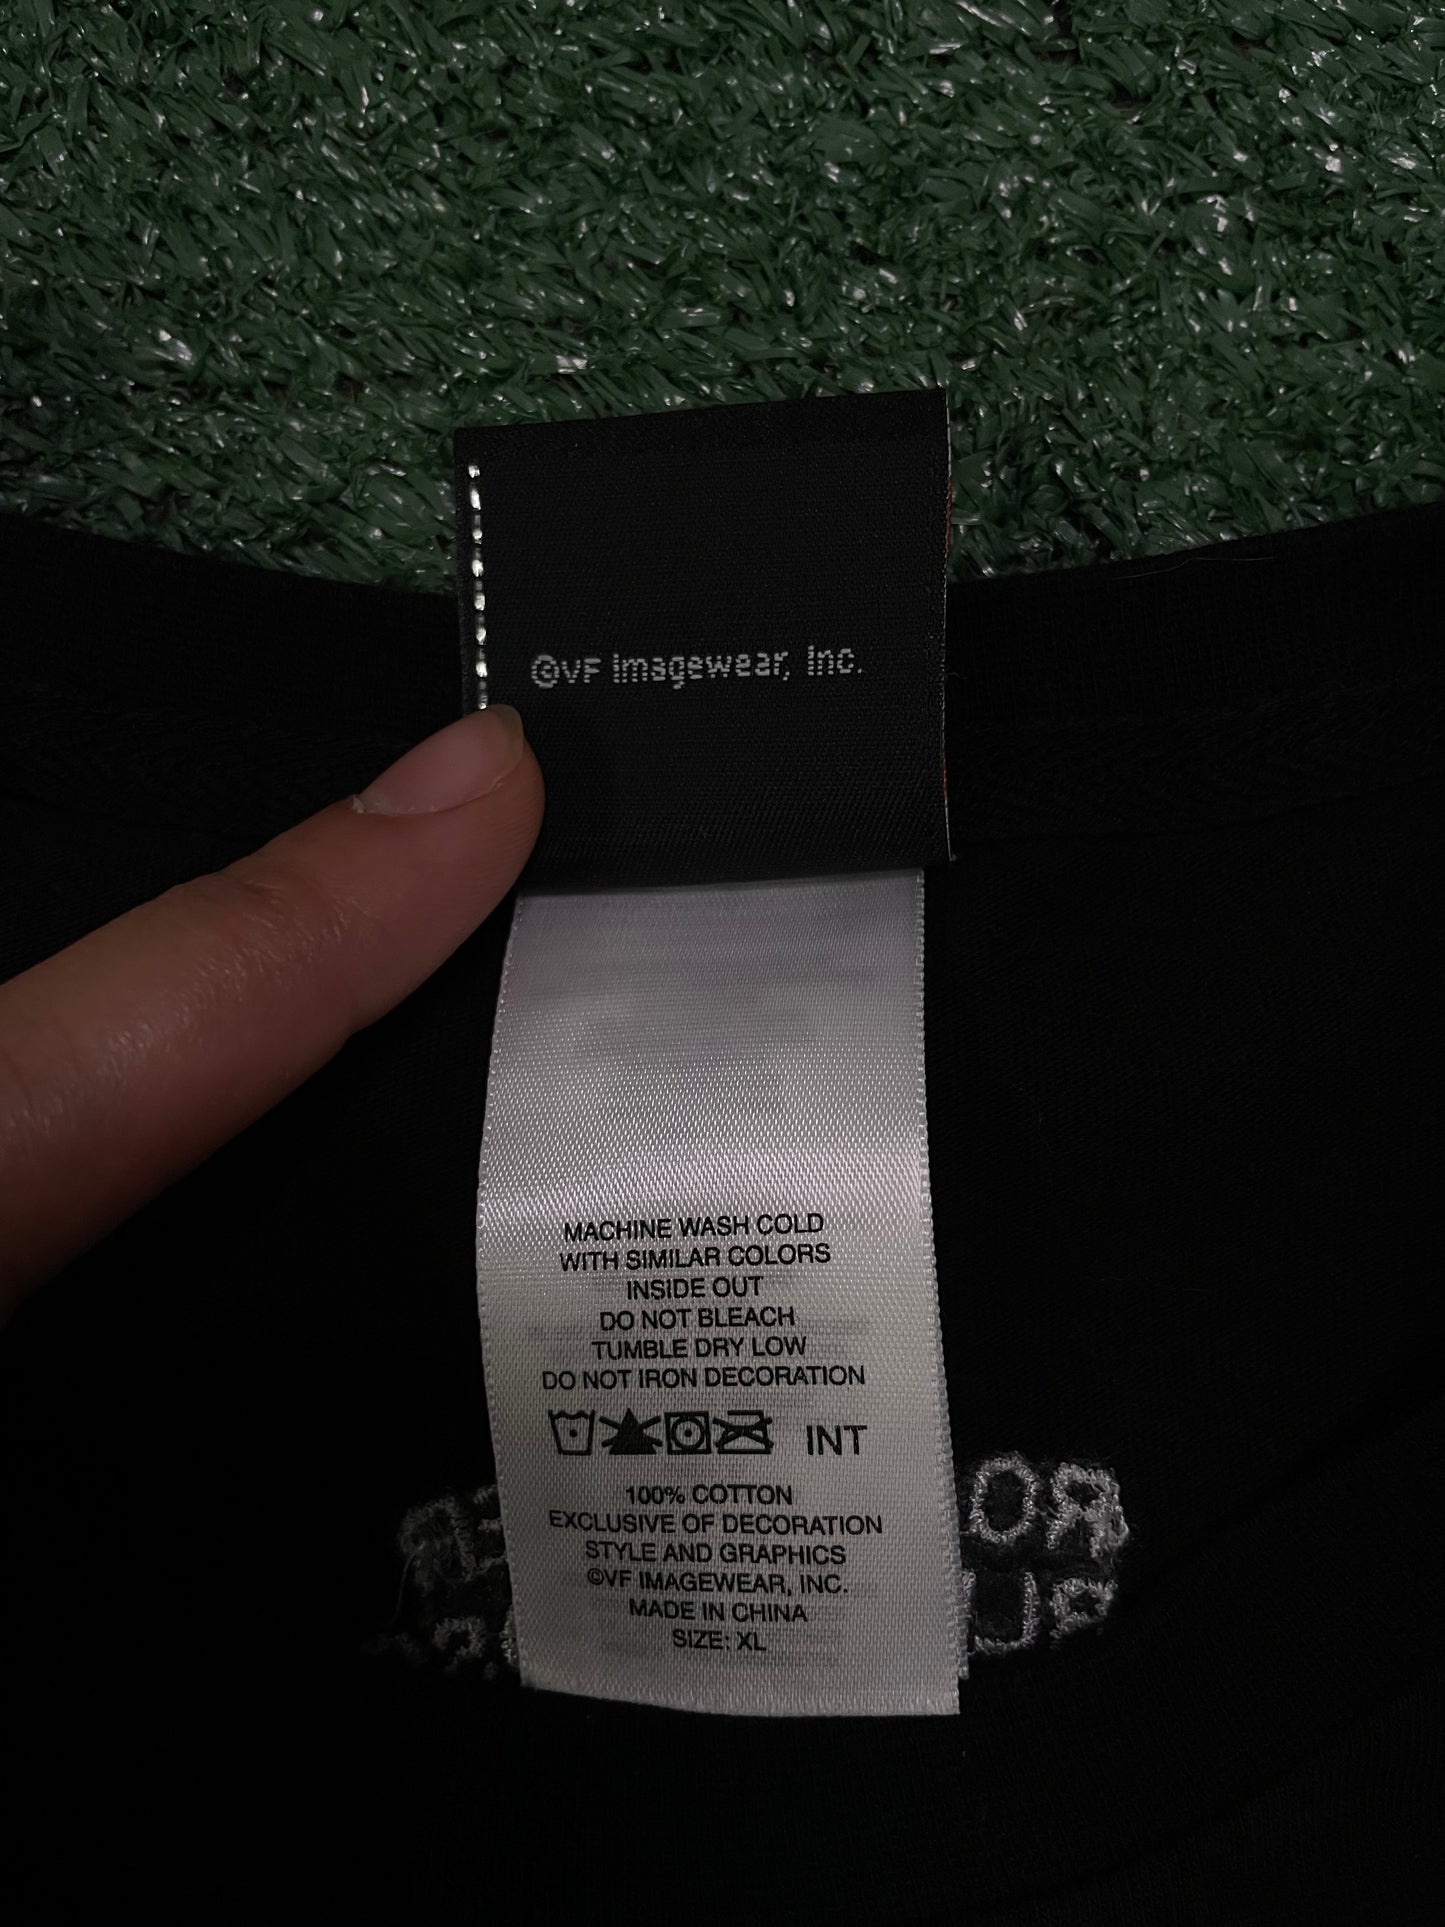 ©VF Imagewear, Inc.
MACHINE WASH COLD
WITH SIMILAR COLORS
INSIDE OUT
DO NOT BLEACH
TUMBLE DRY LOW
DO NOT IRON DECORATION
INT
100% COTTON
EXCLUSIVE OF DECORATION
STYLE AND GRAPHICS
©VF IMAGEWEAR, INC.
MADE IN CHINA
SIZE: XL